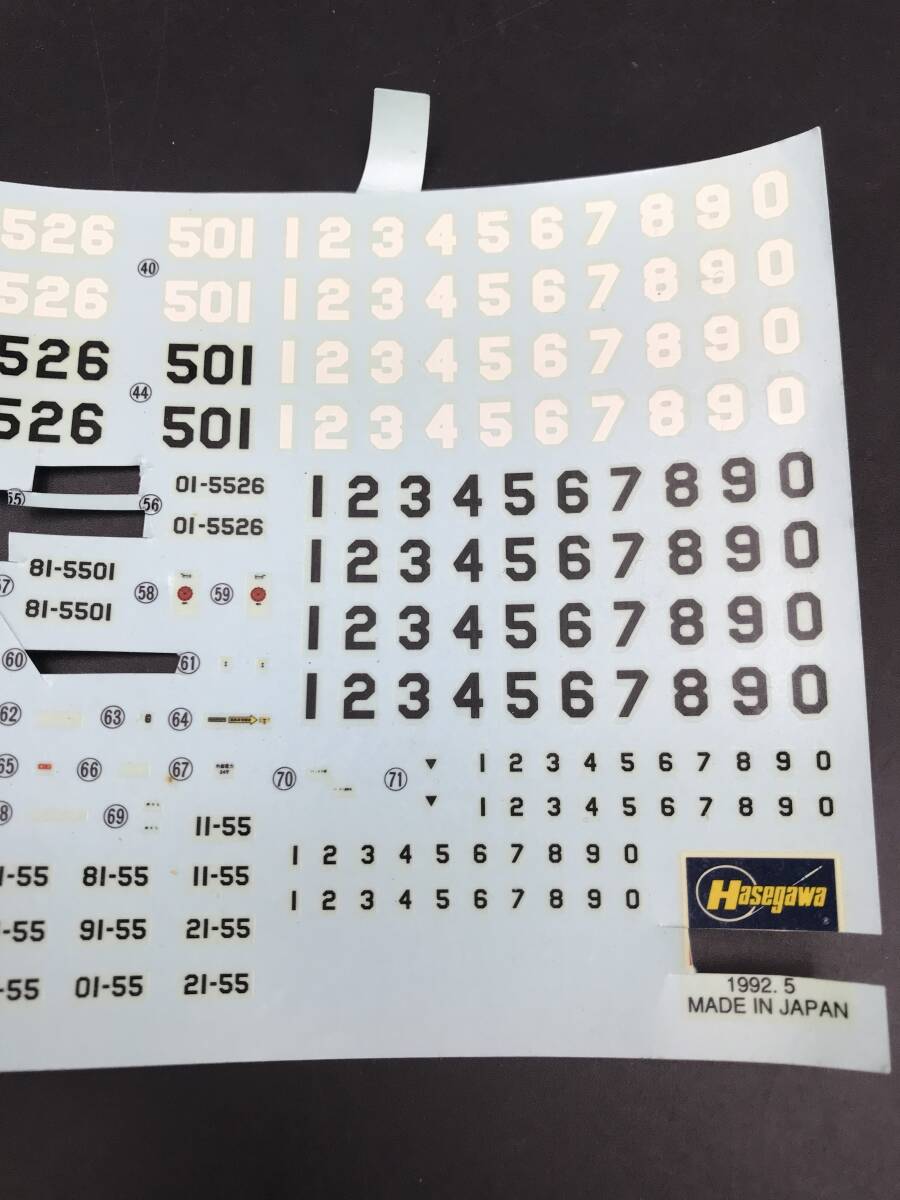 526 501 1 2 3 4 5 6 7 8 9 0
40
526 501 1 2 3 4 5 6 7 8 9 0
526 501 1 2 3 4 5 6 7 8 9 0
44
526 501 1 2 3 4 5 6 7 8 9 0
01-5526 1 2 3 4 5 6 7 8 9 0
55 56
01-5526
81-5501 1 2 3 4 5 6 7 8 9 0
57 58 59
81-5501 1 2 3 4 5 6 7 8 9 0
60 61
1 2 3 4 5 6 7 8 9 0
62 63 6 64
65 66 67 70 71 1 2 3 4 5 6 7 8 9 0
8 69 1 2 3 4 5 6 7 8 9 0
11-55
1 2 3 4 5 6 7 8 9 0
1-55 81-55 11-55
1 2 3 4 5 6 7 8 9 0
Hasegawa
®
-55 91-55 21-55
-55 01-55 21-55
1992. 5
MADE IN JAPAN